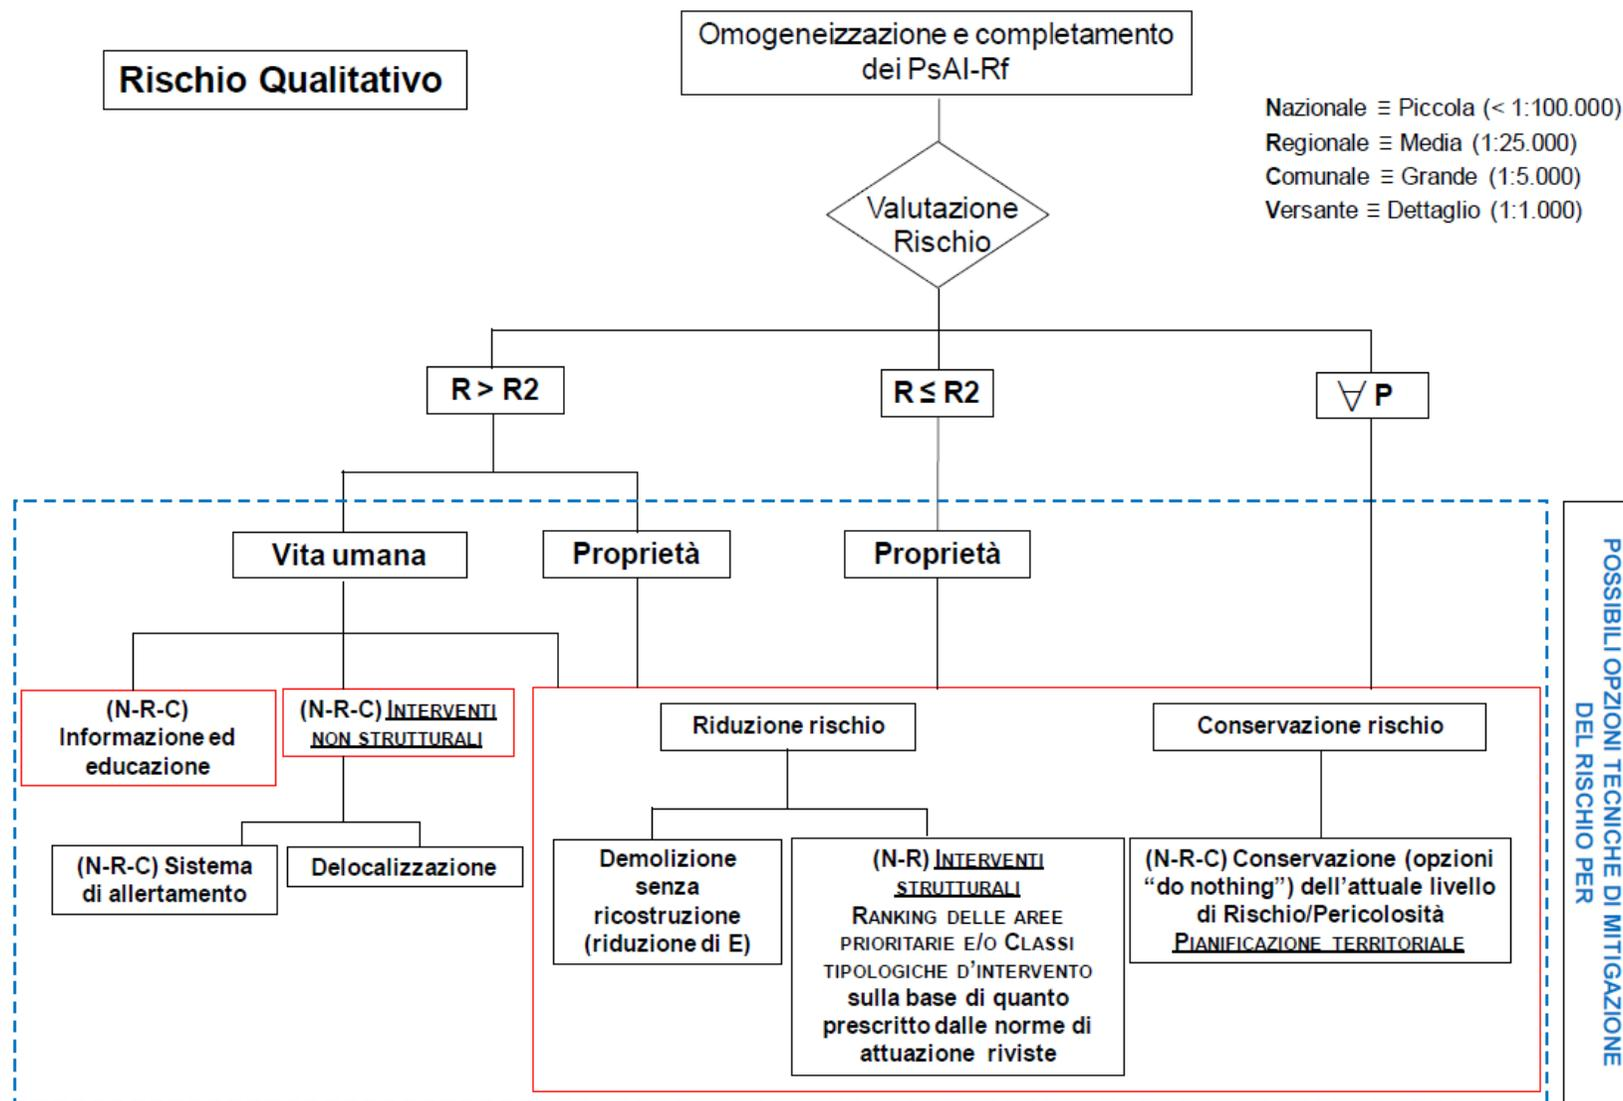 Rischio Qualitativo
Omogeneizzazione e completamento
dei PsAI-Rf
Nazionale ≡ Piccola (< 1:100.000)
Regionale ≡ Media (1:25.000)
Comunale ≡ Grande (1:5.000)
Versante ≡ Dettaglio (1:1.000)
Valutazione
Rischio
R > R2
R ≤ R2
∀ P
Vita umana
Proprietà
Proprietà
(N-R-C)
Informazione ed
educazione
(N-R-C) INTERVENTI
NON STRUTTURALI
(N-R-C) Sistema
di allertamento
Delocalizzazione
Riduzione rischio
Conservazione rischio
Demolizione
senza
ricostruzione
(riduzione di E)
(N-R) INTERVENTI
STRUTTURALI
RANKING DELLE AREE
PRIORITARIE E/O CLASSI
TIPOLOGICHE D'INTERVENTO
sulla base di quanto
prescritto dalle norme di
attuazione riviste
(N-R-C) Conservazione (opzioni
“do nothing”) dell'attuale livello
di Rischio/Pericolosità
PIANIFICAZIONE TERRITORIALE
POSSIBILI OPZIONI TECNICHE DI MITIGAZIONE
DEL RISCHIO PER